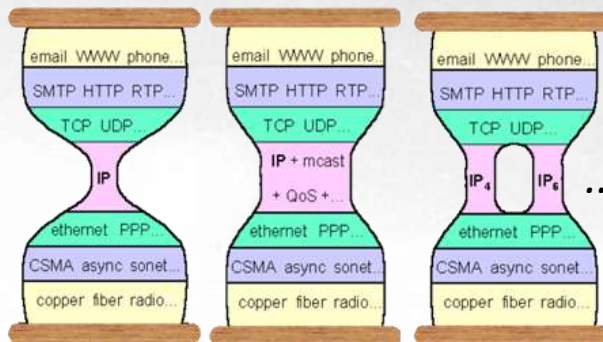 email WWW phone...
SMTP HTTP RTP...
TCP UDP...
IP
ethernet PPP...
CSMA async sonet...
copper fiber radio...
email WWW phone...
SMTP HTTP RTP...
TCP UDP...
IP + mcast
+ QoS +...
ethernet PPP...
CSMA async sonet...
copper fiber radio...
email WWW phone...
SMTP HTTP RTP...
TCP UDP...
IP₄ IP₆
ethernet PPP...
CSMA async sonet...
copper fiber radio...
..